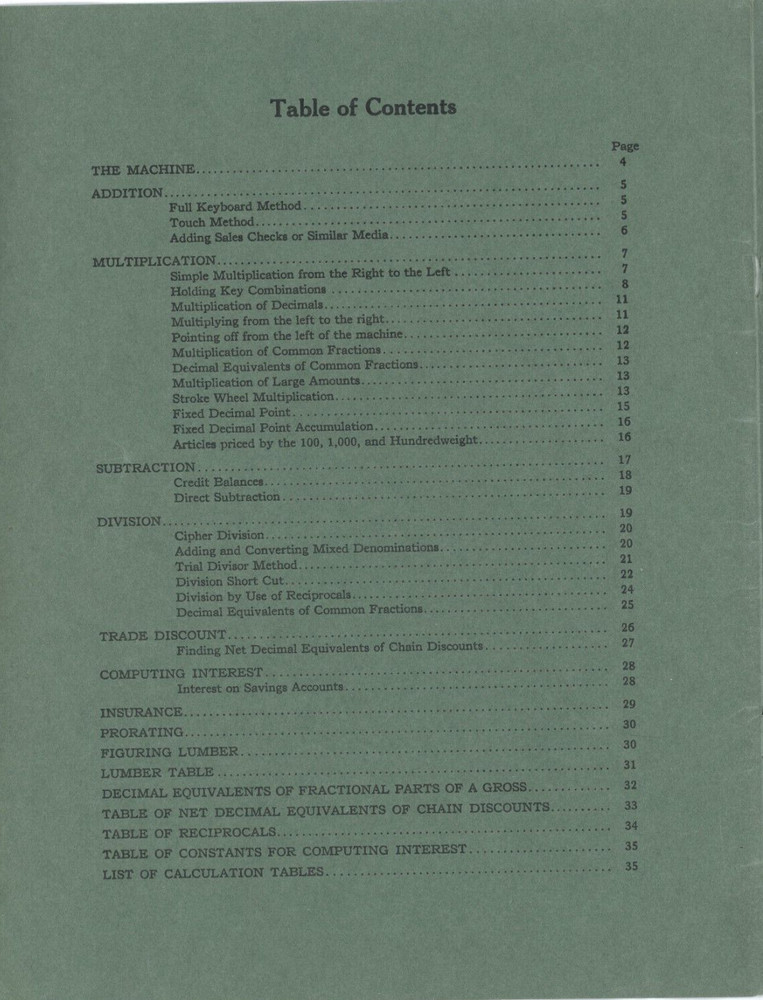 Table of Contents
Page
THE MACHINE........................................................ 4
ADDITION............................................................ 5
Full Keyboard Method............................................. 5
Touch Method..................................................... 5
Adding Sales Checks or Similar Media............................. 6
MULTIPLICATION...................................................... 7
Simple Multiplication from the Right to the Left .................... 7
Holding Key Combinations ........................................ 8
Multiplication of Decimals......................................... 11
Multiplying from the left to the right................................ 11
Pointing off from the left of the machine............................. 12
Multiplication of Common Fractions................................ 12
Decimal Equivalents of Common Fractions.......................... 13
Multiplication of Large Amounts................................... 13
Stroke Wheel Multiplication....................................... 13
Fixed Decimal Point.............................................. 15
Fixed Decimal Point Accumulation................................. 16
Articles priced by the 100, 1,000, and Hundredweight.................. 16
SUBTRACTION........................................................ 17
Credit Balances.................................................. 18
Direct Subtraction................................................ 19
DIVISION............................................................ 19
Cipher Division.................................................. 20
Adding and Converting Mixed Denominations........................ 20
Trial Divisor Method.............................................. 21
Division Short Cut................................................ 22
Division by Use of Reciprocals..................................... 24
Decimal Equivalents of Common Fractions.......................... 25
TRADE DISCOUNT.................................................... 26
Finding Net Decimal Equivalents of Chain Discounts................. 27
COMPUTING INTEREST................................................ 28
Interest on Savings Accounts...................................... 28
INSURANCE.......................................................... 29
PRORATING.......................................................... 30
FIGURING LUMBER................................................... 30
LUMBER TABLE ...................................................... 31
DECIMAL EQUIVALENTS OF FRACTIONAL PARTS OF A GROSS............ 32
TABLE OF NET DECIMAL EQUIVALENTS OF CHAIN DISCOUNTS......... 33
TABLE OF RECIPROCALS.............................................. 34
TABLE OF CONSTANTS FOR COMPUTING INTEREST.................... 35
LIST OF CALCULATION TABLES........................................ 35